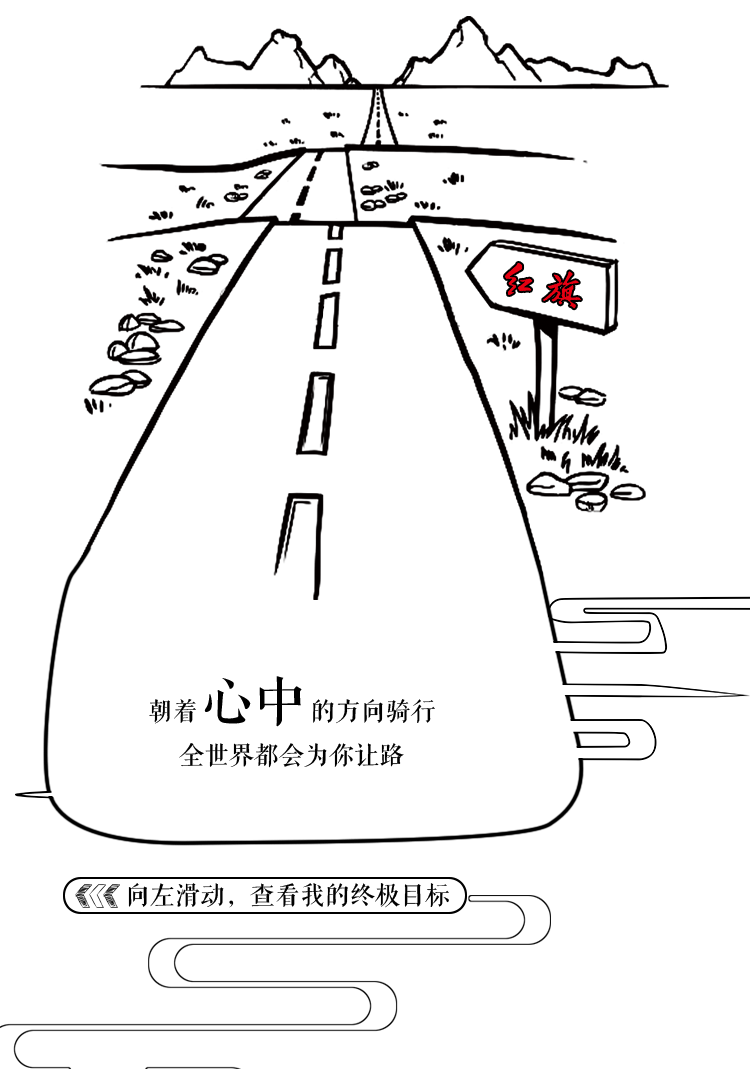 红旗
朝着心中的方向骑行
全世界都会为你让路
向左滑动，查看我的终极目标